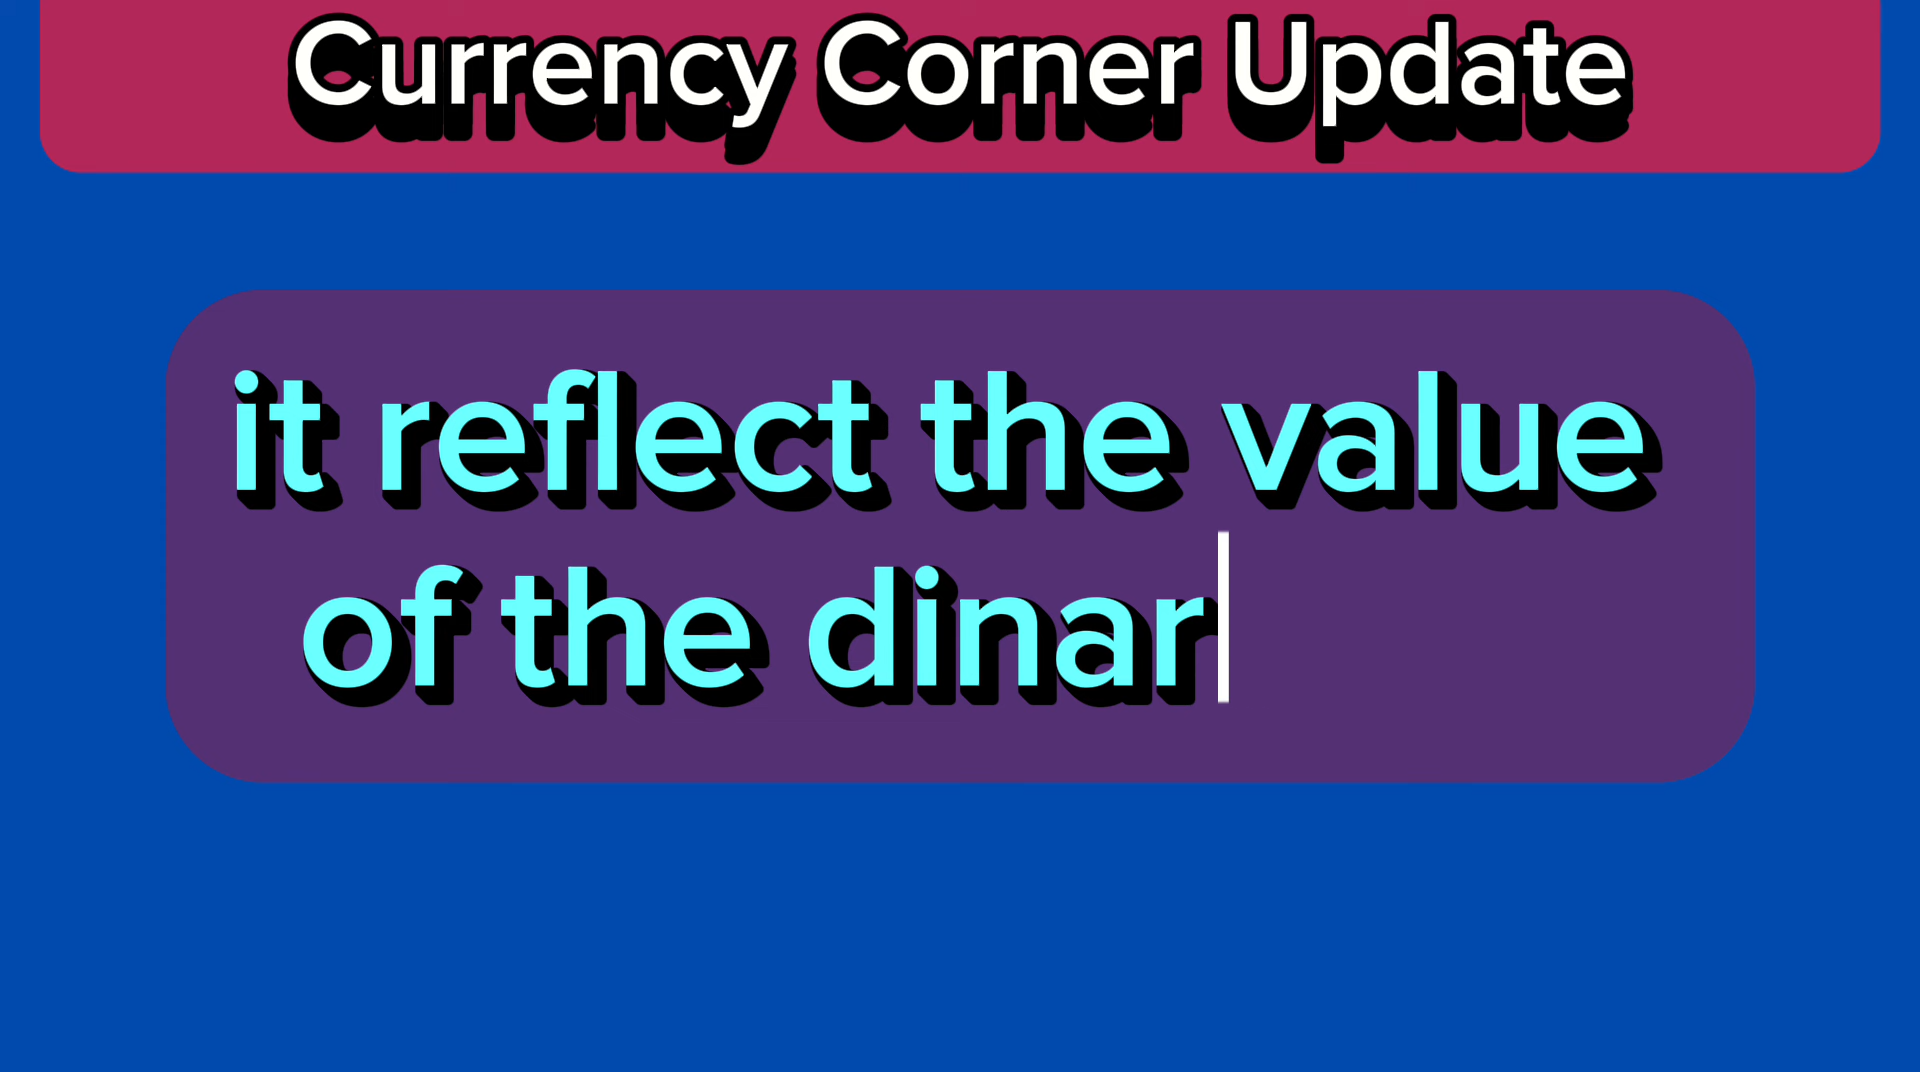 Currency Corner Update
it reflect the value
of the dinar